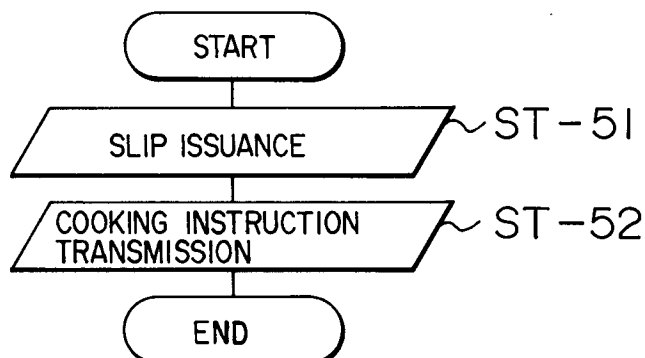 START
SLIP ISSUANCE
ST-51
COOKING INSTRUCTION
TRANSMISSION
ST-52
END